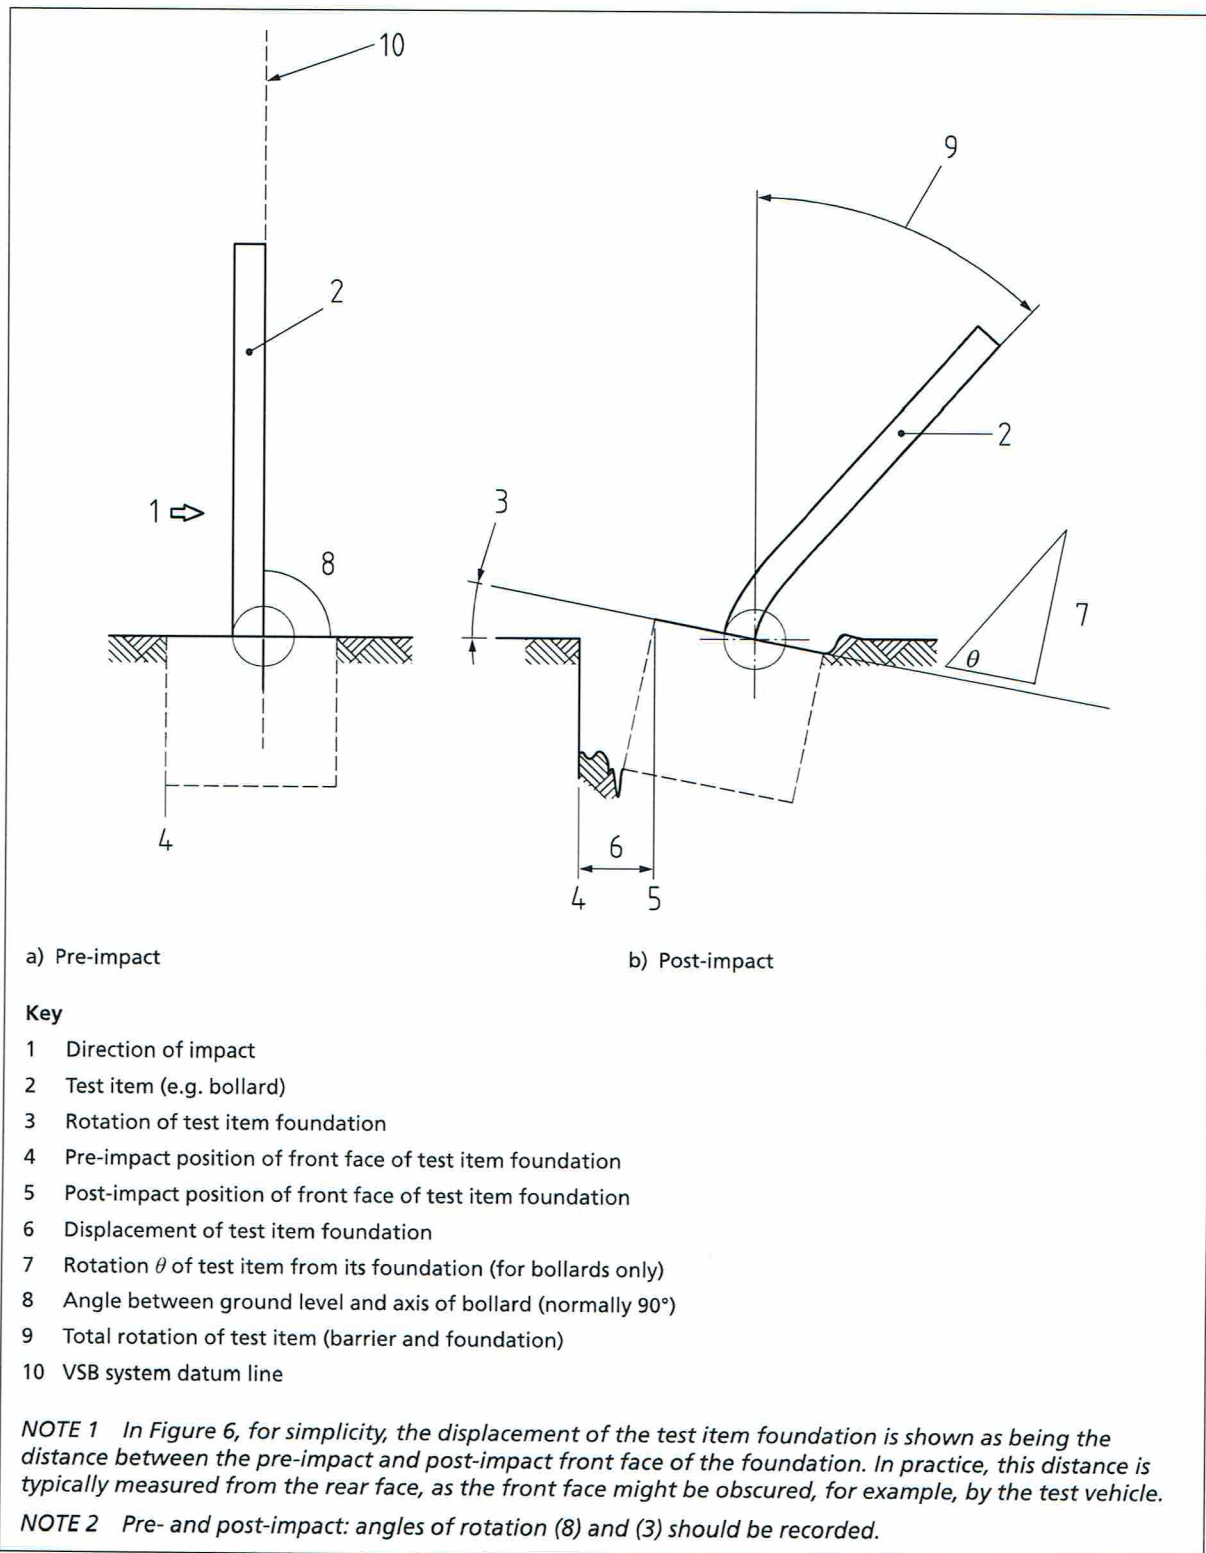 10
9
2
2
1
3
8
7
θ
6
4
4
5
a) Pre-impact
b) Post-impact
Key
1 Direction of impact
2 Test item (e.g. bollard)
3 Rotation of test item foundation
4 Pre-impact position of front face of test item foundation
5 Post-impact position of front face of test item foundation
6 Displacement of test item foundation
7 Rotation θ of test item from its foundation (for bollards only)
8 Angle between ground level and axis of bollard (normally 90°)
9 Total rotation of test item (barrier and foundation)
10 VSB system datum line
NOTE 1 In Figure 6, for simplicity, the displacement of the test item foundation is shown as being the
distance between the pre-impact and post-impact front face of the foundation. In practice, this distance is
typically measured from the rear face, as the front face might be obscured, for example, by the test vehicle.
NOTE 2 Pre- and post-impact: angles of rotation (8) and (3) should be recorded.